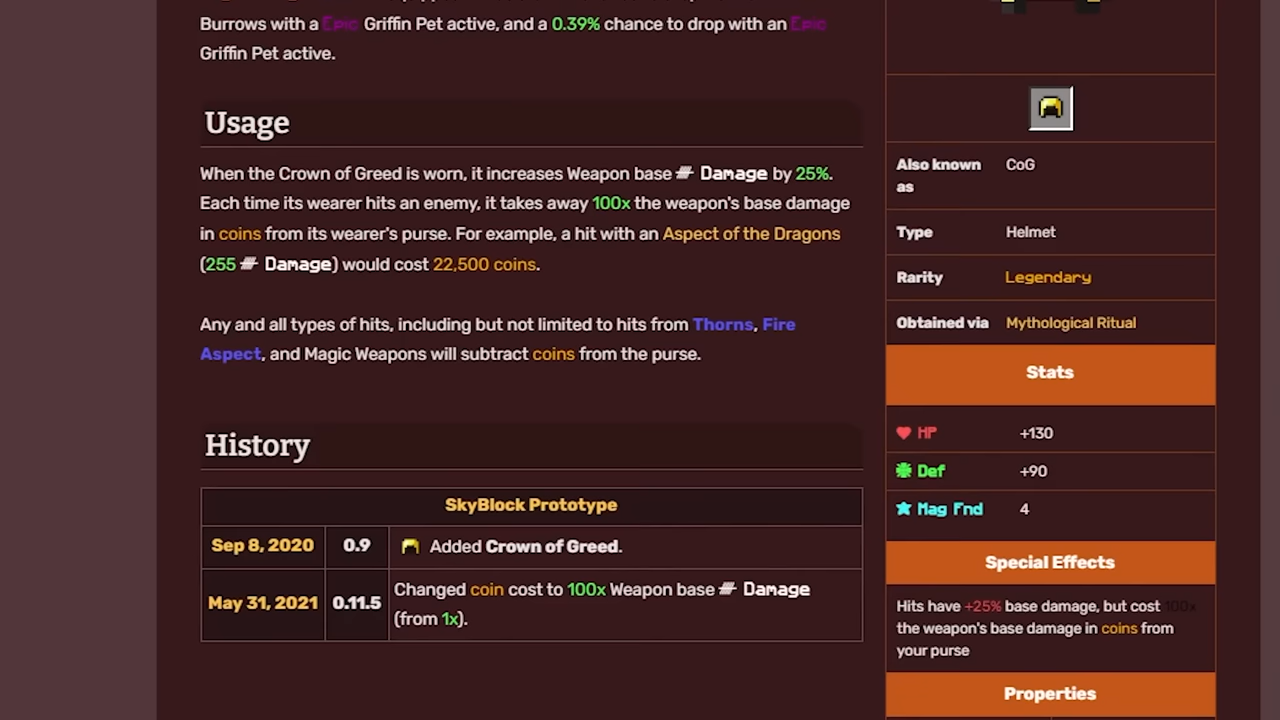 Burrows with a Epic Griffin Pet active, and a 0.39% chance to drop with an Epic
Griffin Pet active.
Usage
When the Crown of Greed is worn, it increases Weapon base Damage by 25%.
Each time its wearer hits an enemy, it takes away 100x the weapon's base damage
in coins from its wearer's purse. For example, a hit with an Aspect of the Dragons
(255 Damage) would cost 22,500 coins.
Any and all types of hits, including but not limited to hits from Thorns, Fire
Aspect, and Magic Weapons will subtract coins from the purse.
History
SkyBlock Prototype
Sep 8, 2020 0.9 Added Crown of Greed.
May 31, 2021 0.11.5 Changed coin cost to 100x Weapon base Damage
(from 1x).
Also known
as
CoG
Type Helmet
Rarity Legendary
Obtained via Mythological Ritual
Stats
HP +130
Def +90
Mag Fnd 4
Special Effects
Hits have +25% base damage, but cost 100x
the weapon's base damage in coins from
your purse
Properties